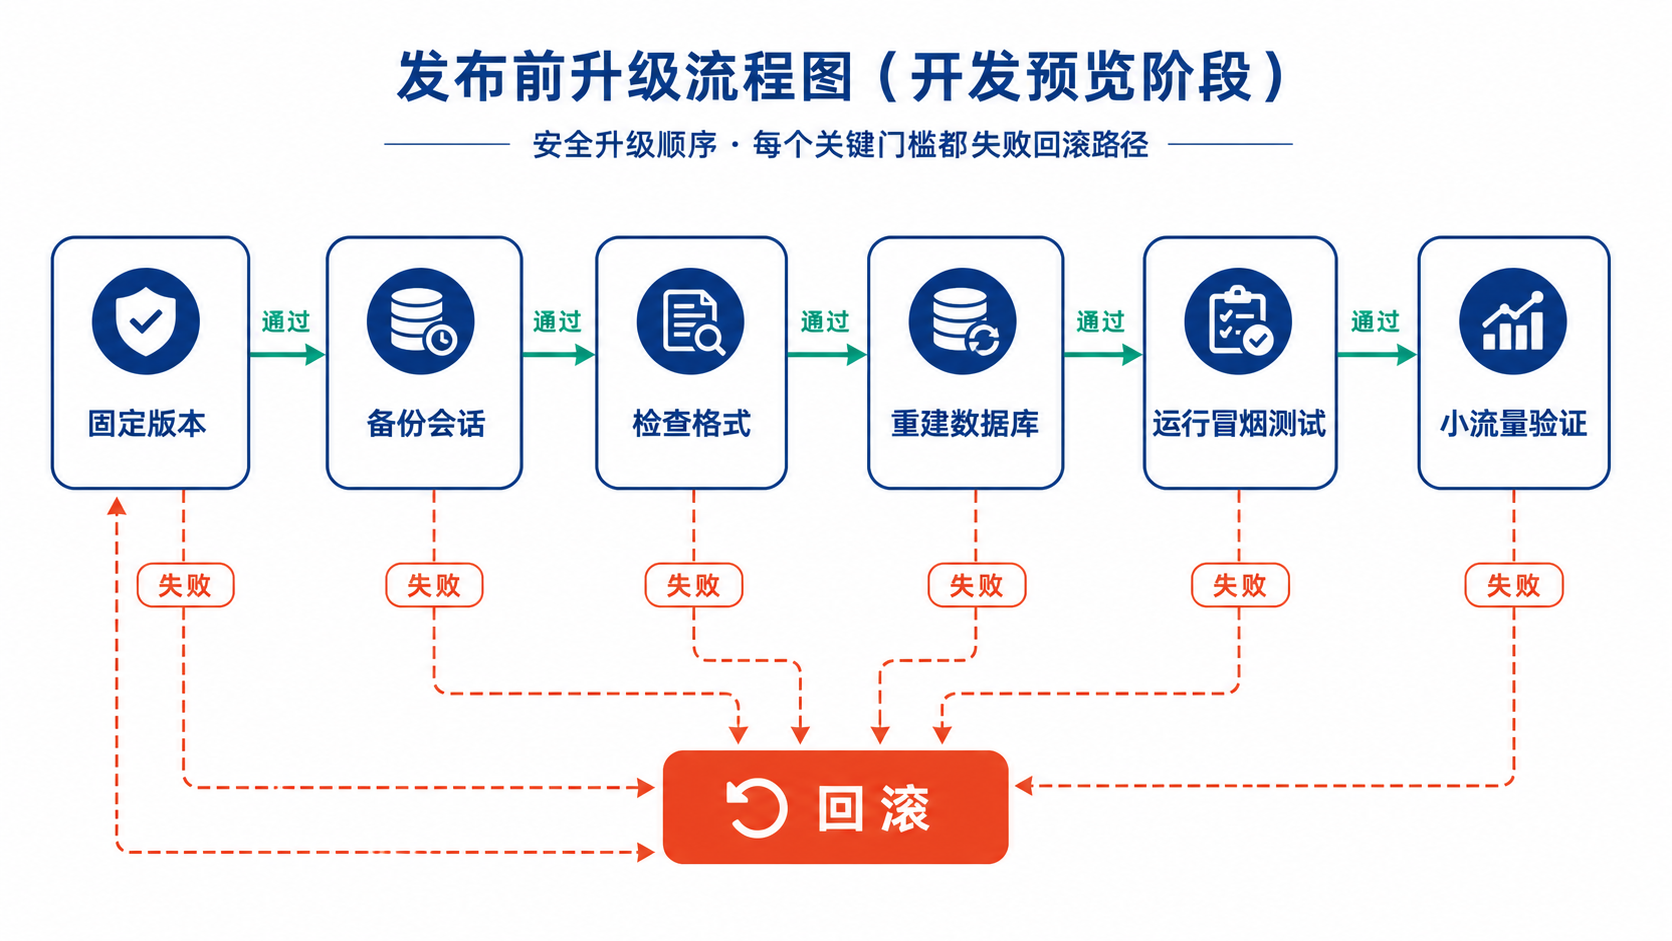 发布前升级流程图（开发预览阶段）
安全升级顺序·每个关键门槛都失败回滚路径
通过
通过
通过
通过
通过
固定版本
备份会话
检查格式
重建数据库
运行冒烟测试
小流量验证
失败
失败
失败
失败
失败
失败
回滚